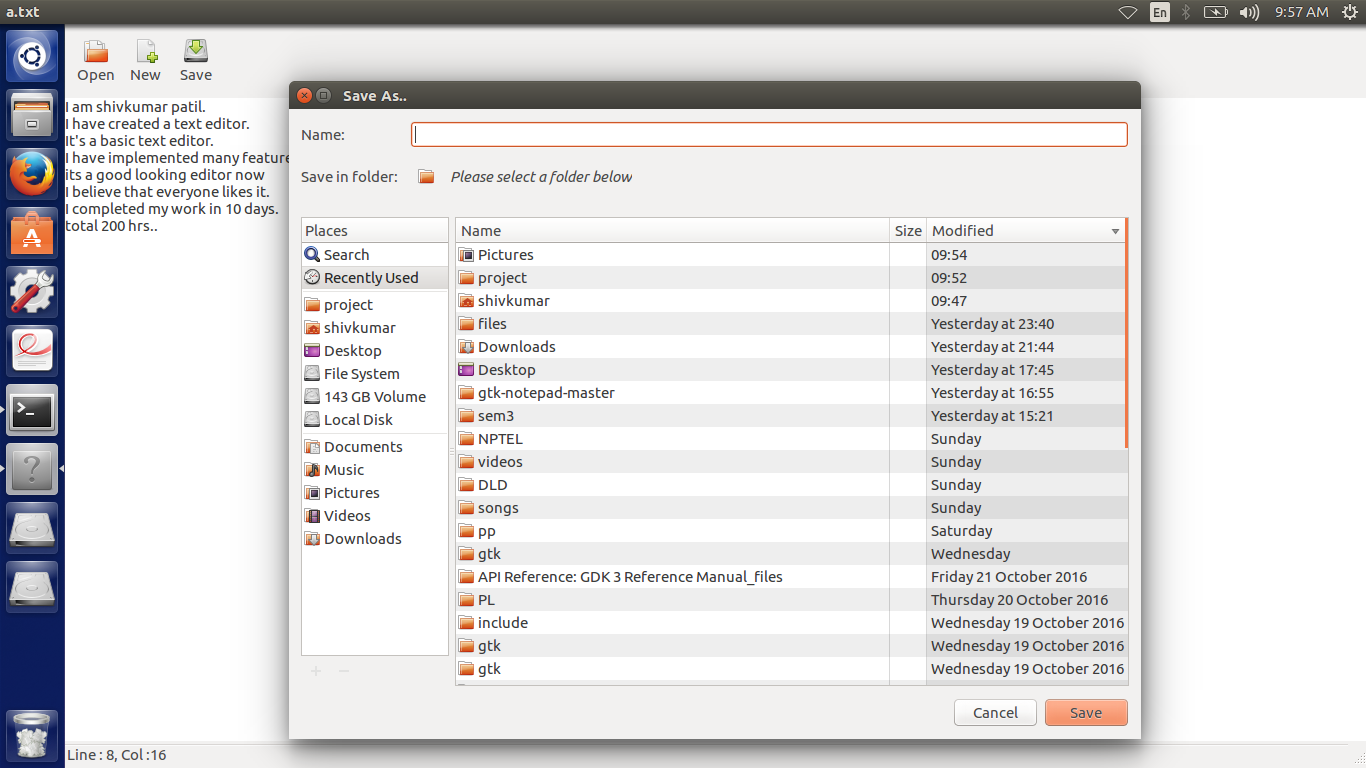 a.txt
En
9:57 AM
Open New Save
I am shivkumar patil.
I have created a text editor.
It's a basic text editor.
I have implemented many feature
its a good looking editor now
I believe that everyone likes it.
I completed my work in 10 days.
total 200 hrs..
Save As..
Name:
Save in folder: Please select a folder below
Places
Search
Recently Used
project
shivkumar
Desktop
File System
143 GB Volume
Local Disk
Documents
Music
Pictures
Videos
Downloads
Name Size Modified
Pictures 09:54
project 09:52
shivkumar 09:47
files Yesterday at 23:40
Downloads Yesterday at 21:44
Desktop Yesterday at 17:45
gtk-notepad-master Yesterday at 16:55
sem3 Yesterday at 15:21
NPTEL Sunday
videos Sunday
DLD Sunday
songs Sunday
pp Saturday
gtk Wednesday
API Reference: GDK 3 Reference Manual_files Friday 21 October 2016
PL Thursday 20 October 2016
include Wednesday 19 October 2016
gtk Wednesday 19 October 2016
gtk Wednesday 19 October 2016
Cancel Save
Line : 8, Col :16